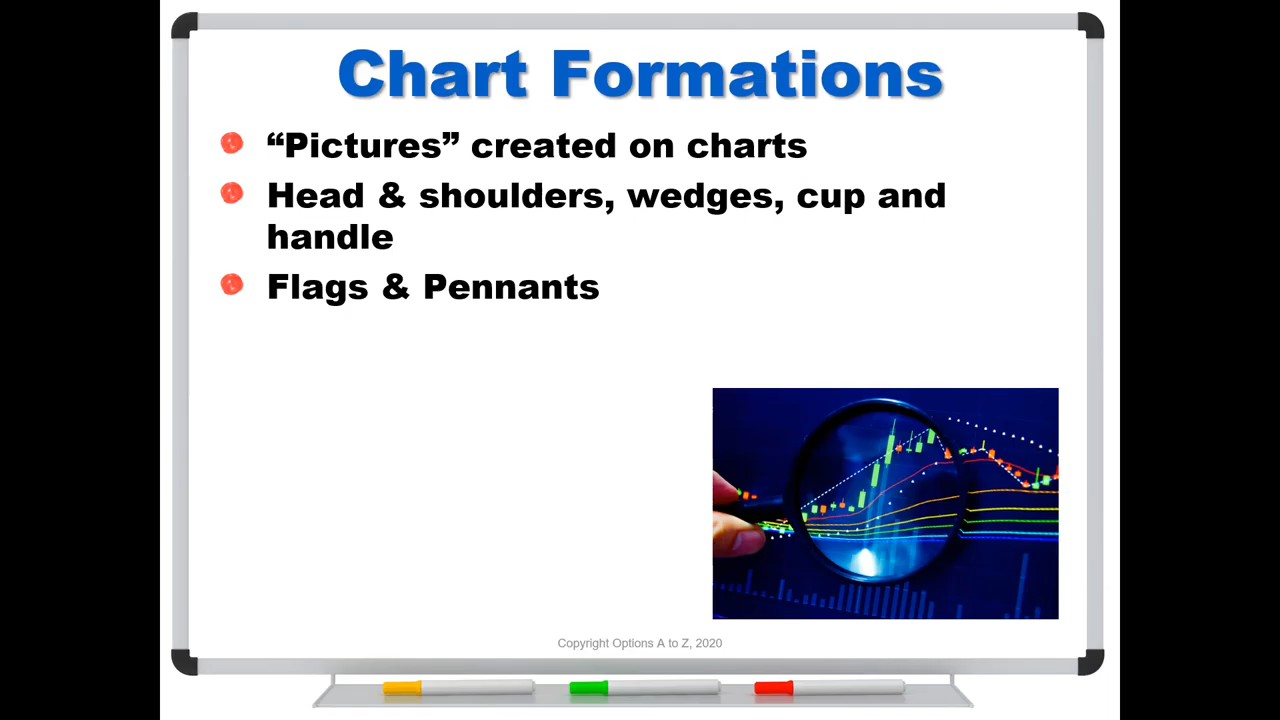 Chart Formations
“Pictures” created on charts
Head & shoulders, wedges, cup and
handle
Flags & Pennants
Copyright Options A to Z, 2020